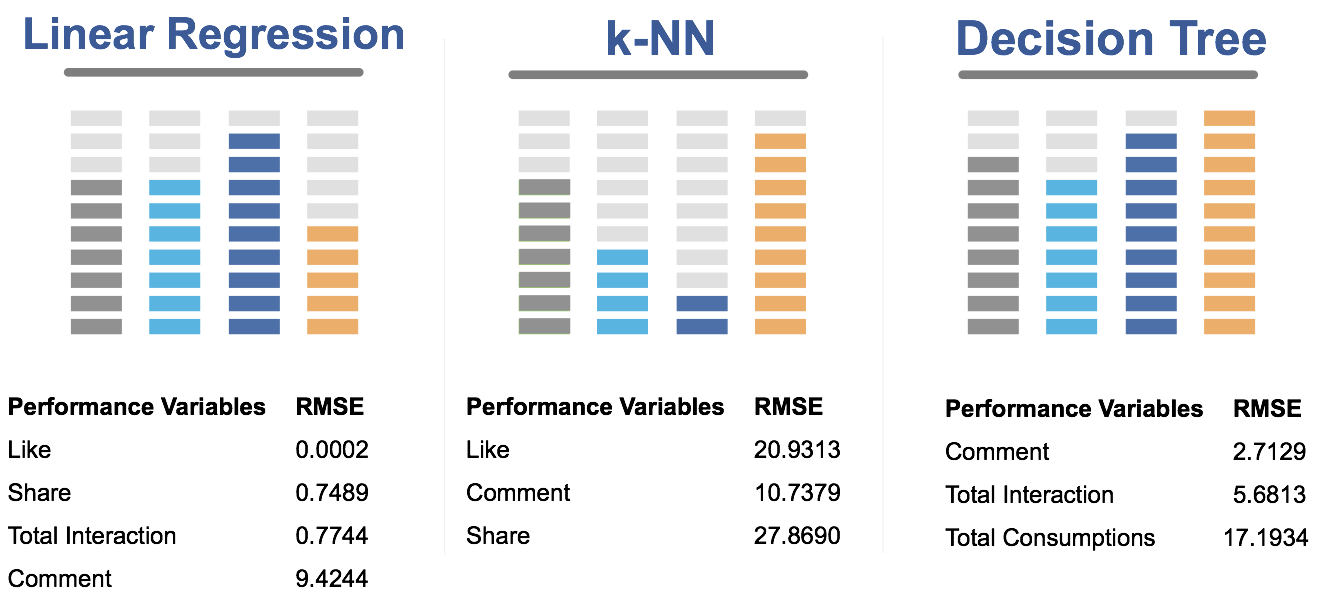 Linear Regression
Performance Variables RMSE
Like 0.0002
Share 0.7489
Total Interaction 0.7744
Comment 9.4244
k-NN
Performance Variables RMSE
Like 20.9313
Comment 10.7379
Share 27.8690
Decision Tree
Performance Variables RMSE
Comment 2.7129
Total Interaction 5.6813
Total Consumptions 17.1934